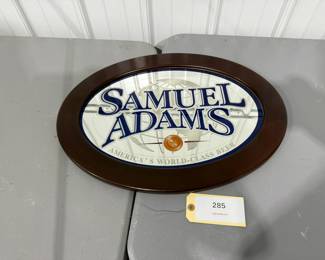 SAMUEL
ADAMS
AMERICA'S WORLD-CLASS BEER
285